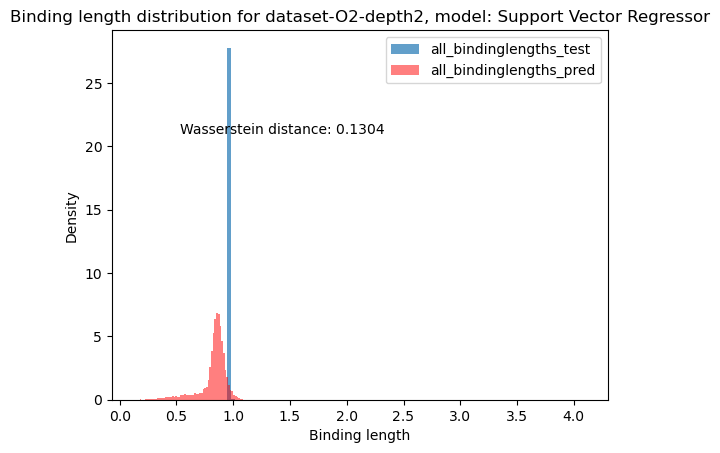 Binding length distribution for dataset-O2-depth2, model: Support Vector Regressor
all_bindinglengths_test
all_bindinglengths_pred
Wasserstein distance: 0.1304
Density
25
20
15
10
5
0
0.0 0.5 1.0 1.5 2.0 2.5 3.0 3.5 4.0
Binding length